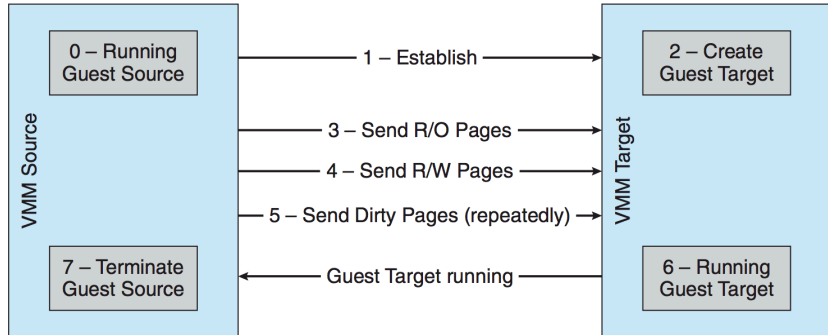 0 – Running
Guest Source
1 – Establish
2 – Create
Guest Target
VMM Source
3 – Send R/O Pages
4 – Send R/W Pages
5 – Send Dirty Pages (repeatedly)
VMM Target
7 – Terminate
Guest Source
Guest Target running
6 – Running
Guest Target